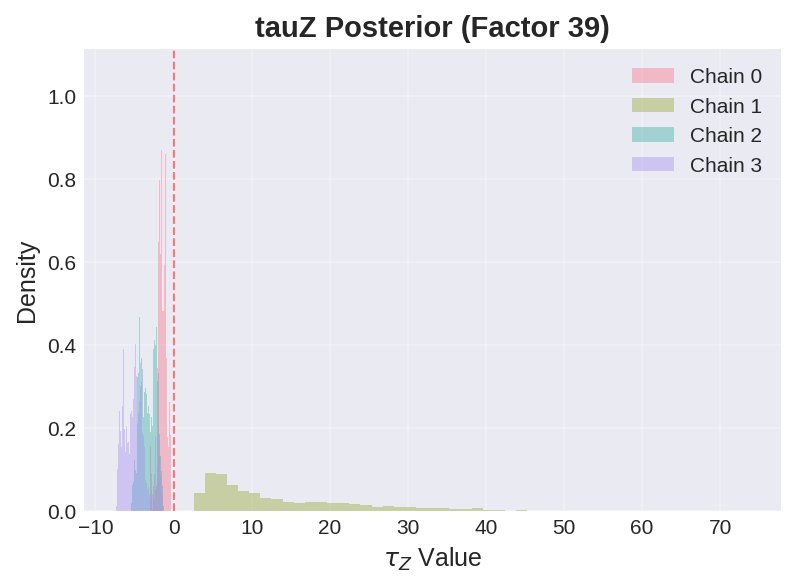 tauZ Posterior (Factor 39)
Chain 0
Chain 1
Chain 2
Chain 3
Density
1.0
0.8
0.6
0.4
0.2
0.0
−10 0 10 20 30 40 50 60 70
τ_Z Value